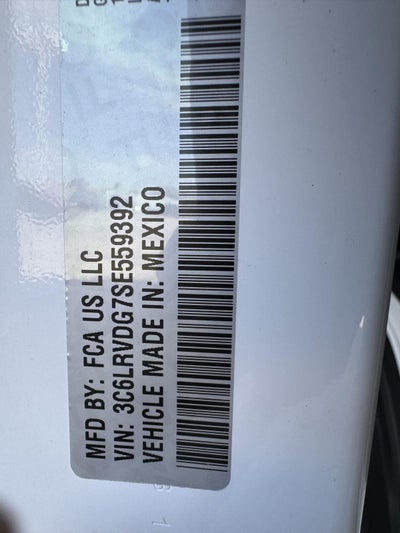 MFD BY: FCA US LLC
VIN: 3C6LRVDG7SE559392
VEHICLE MADE IN: MEXICO